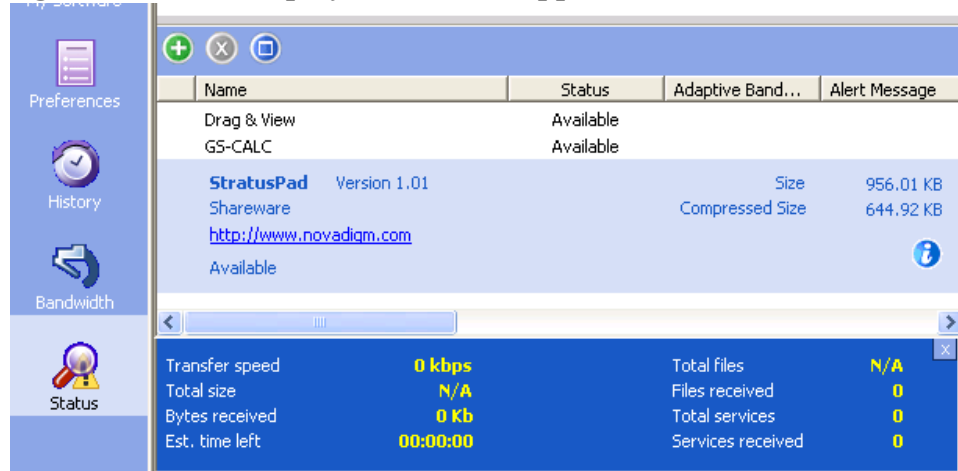 My Software
Preferences
History
Bandwidth
Status
Name Status Adaptive Band... Alert Message
Drag & View Available
GS-CALC Available
StratusPad Version 1.01 Size 956.01 KB
Shareware Compressed Size 644.92 KB
http://www.novadigm.com
Available
Transfer speed 0 kbps Total files N/A
Total size N/A Files received 0
Bytes received 0 Kb Total services 0
Est. time left 00:00:00 Services received 0